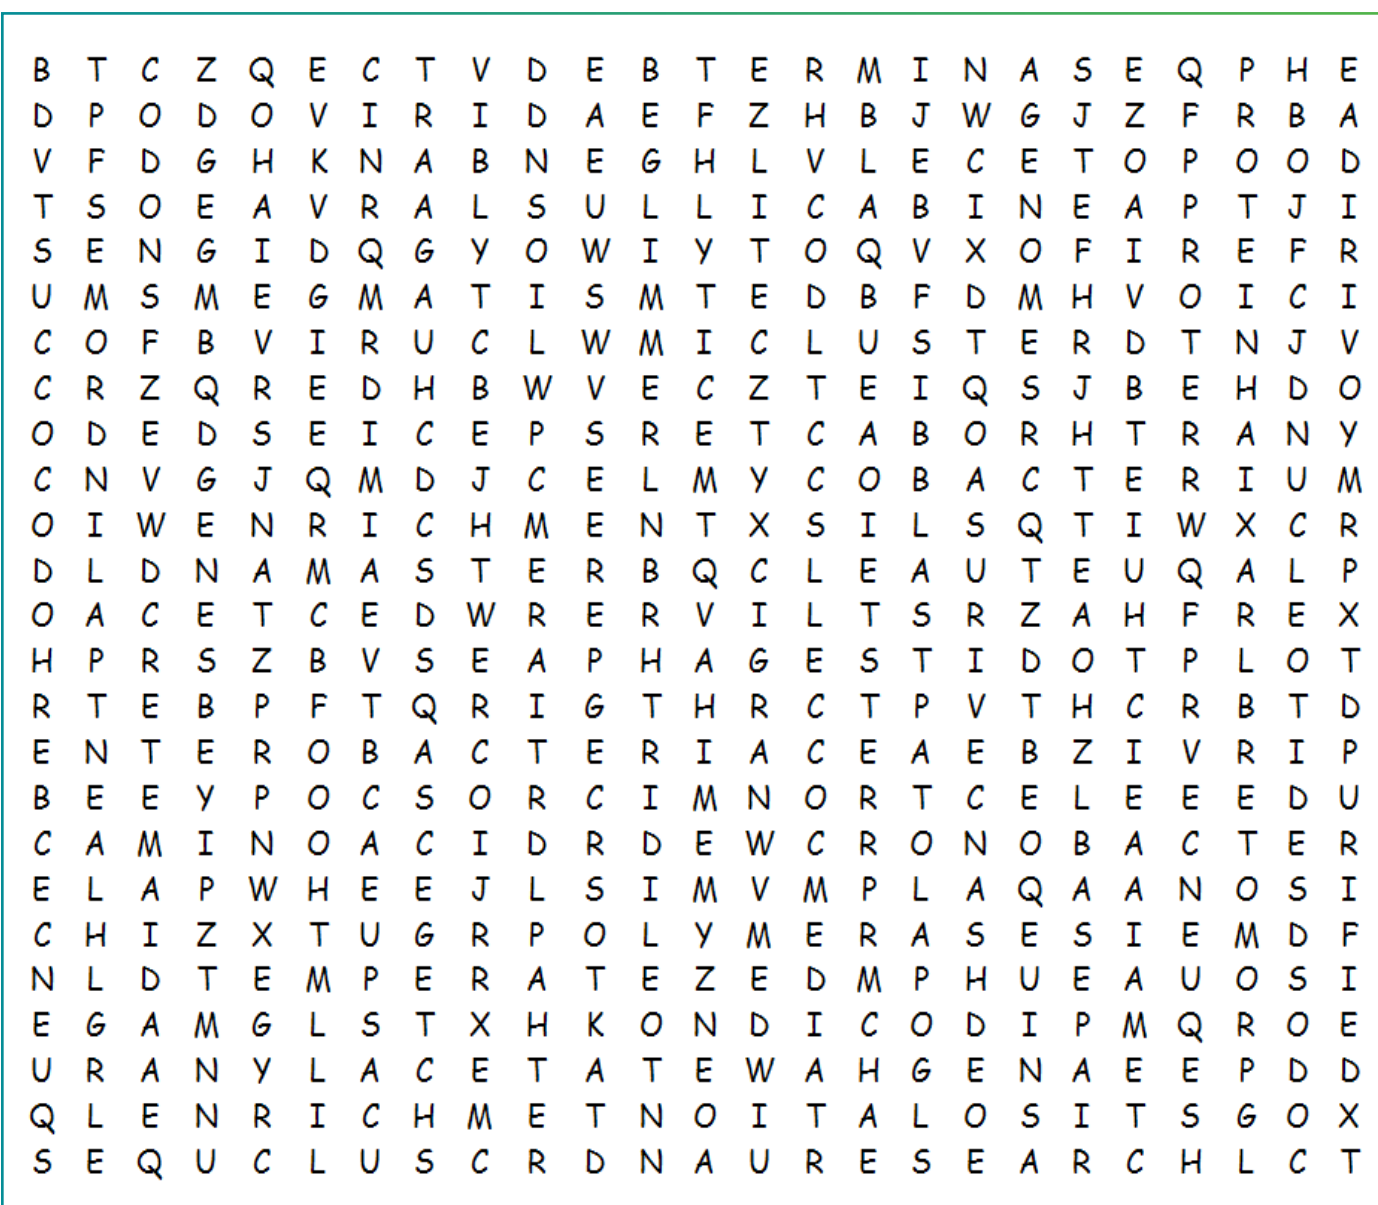 B T C Z Q E C T V D E B T E R M I N A S E Q P H E
D P O D O V I R I D A E F Z H B J W G J Z F R B A
V F D G H K N A B N E G H L V L E C E T O P O O D
T S O E A V R A L S U L L I C A B I N E A P T J I
S E N G I D Q G Y O W I Y T O Q V X O F I R E F R
U M S M E G M A T I S M T E D B F D M H V O I C I
C O F B V I R U C L W M I C L U S T E R D T N J V
C R Z Q R E D H B W V E C Z T E I Q S J B E H D O
O D E D S E I C E P S R E T C A B O R H T R A N Y
C N V G J Q M D J C E L M Y C O B A C T E R I U M
O I W E N R I C H M E N T X S I L S Q T I W X C R
D L D N A M A S T E R B Q C L E A U T E U Q A L P
O A C E T C E D W R E R V I L T S R Z A H F R E X
H P R S Z B V S E A P H A G E S T I D O T P L O T
R T E B P F T Q R I G T H R C T P V T H C R B T D
E N T E R O B A C T E R I A C E A E B Z I V R I P
B E E Y P O C S O R C I M N O R T C E L E E E D U
C A M I N O A C I D R D E W C R O N O B A C T E R
E L A P W H E E J L S I M V M P L A Q A A N O S I
C H I Z X T U G R P O L Y M E R A S E S I E M D F
N L D T E M P E R A T E Z E D M P H U E A U O S I
E G A M G L S T X H K O N D I C O D I P M Q R O E
U R A N Y L A C E T A T E W A H G E N A E E P D D
Q L E N R I C H M E T N O I T A L O S I T S G O X
S E Q U C L U S C R D N A U R E S E A R C H L C T